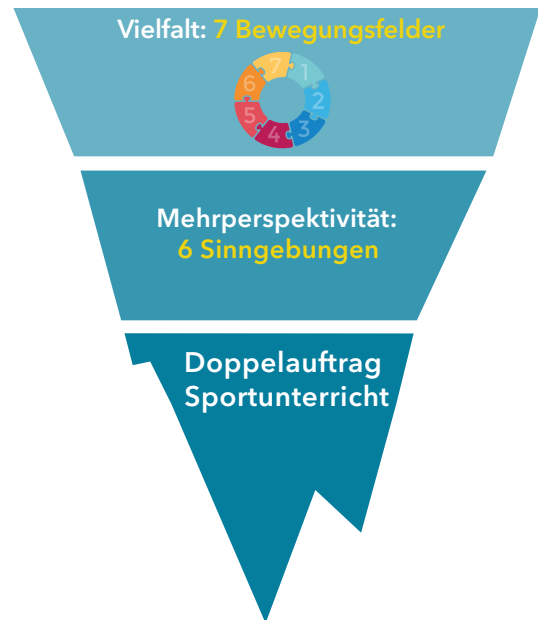 Vielfalt: 7 Bewegungsfelder
7
1
6
2
5
3
4
Mehrperspektivität:
6 Sinngebungen
Doppelauftrag
Sportunterricht